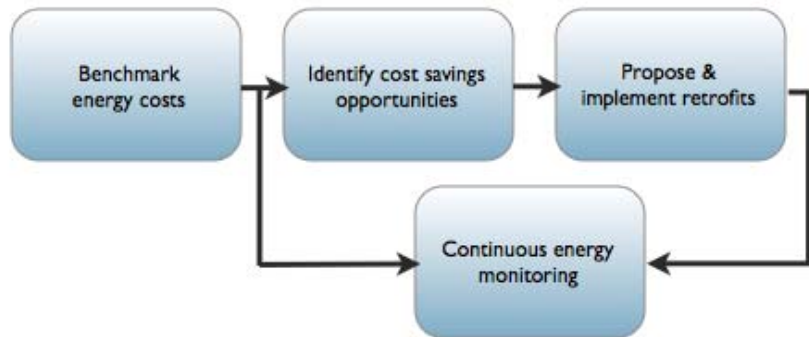 Benchmark
energy costs
Identify cost savings
opportunities
Propose &
implement retrofits
Continuous energy
monitoring